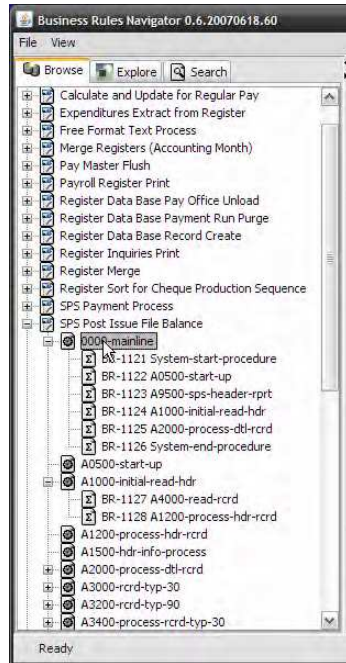 Business Rules Navigator 0.6.20070618.60
File View
Browse Explore Search
Calculate and Update for Regular Pay
Expenditures Extract from Register
Free Format Text Process
Merge Registers (Accounting Month)
Pay Master Flush
Payroll Register Print
Register Data Base Pay Office Unload
Register Data Base Payment Run Purge
Register Data Base Record Create
Register Inquiries Print
Register Merge
Register Sort for Cheque Production Sequence
SPS Payment Process
SPS Post Issue File Balance
0000-mainline
BR-1121 System-start-procedure
BR-1122 A0500-start-up
BR-1123 A9500-sps-header-rprt
BR-1124 A1000-initial-read-hdr
BR-1125 A2000-process-dtl-rcrd
BR-1126 System-end-procedure
A0500-start-up
A1000-initial-read-hdr
BR-1127 A4000-read-rcrd
BR-1128 A1200-process-hdr-rcrd
A1200-process-hdr-rcrd
A1500-hdr-info-process
A2000-process-dtl-rcrd
A3000-rcrd-typ-30
A3200-rcrd-typ-90
A3400-process-rcrd-typ-30
Ready